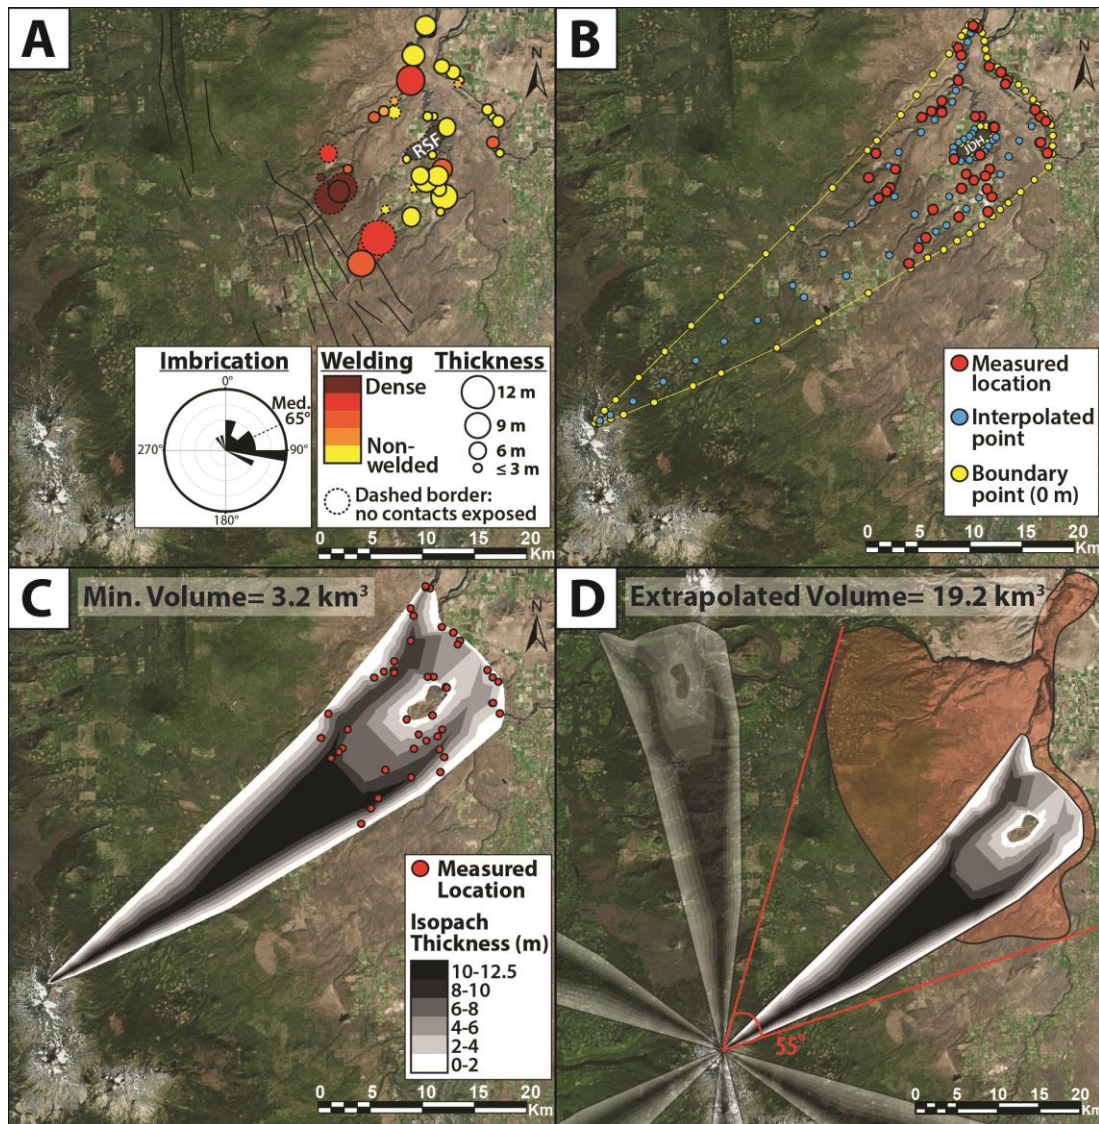 A
N
RSF
Imbrication
0°
Med.
65°
270°
90°
180°
Welding
Dense
Non-
welded
Thickness
12 m
9 m
6 m
≤ 3 m
Dashed border:
no contacts exposed
0 5 10 15 20
Km
B
N
JDH
Measured
location
Interpolated
point
Boundary
point (0 m)
0 5 10 15 20
Km
C
Min. Volume= 3.2 km³
N
Measured
Location
Isopach
Thickness (m)
10-12.5
8-10
6-8
4-6
2-4
0-2
0 5 10 15 20
Km
D
Extrapolated Volume= 19.2 km³
55°
0 5 10 15 20
Km